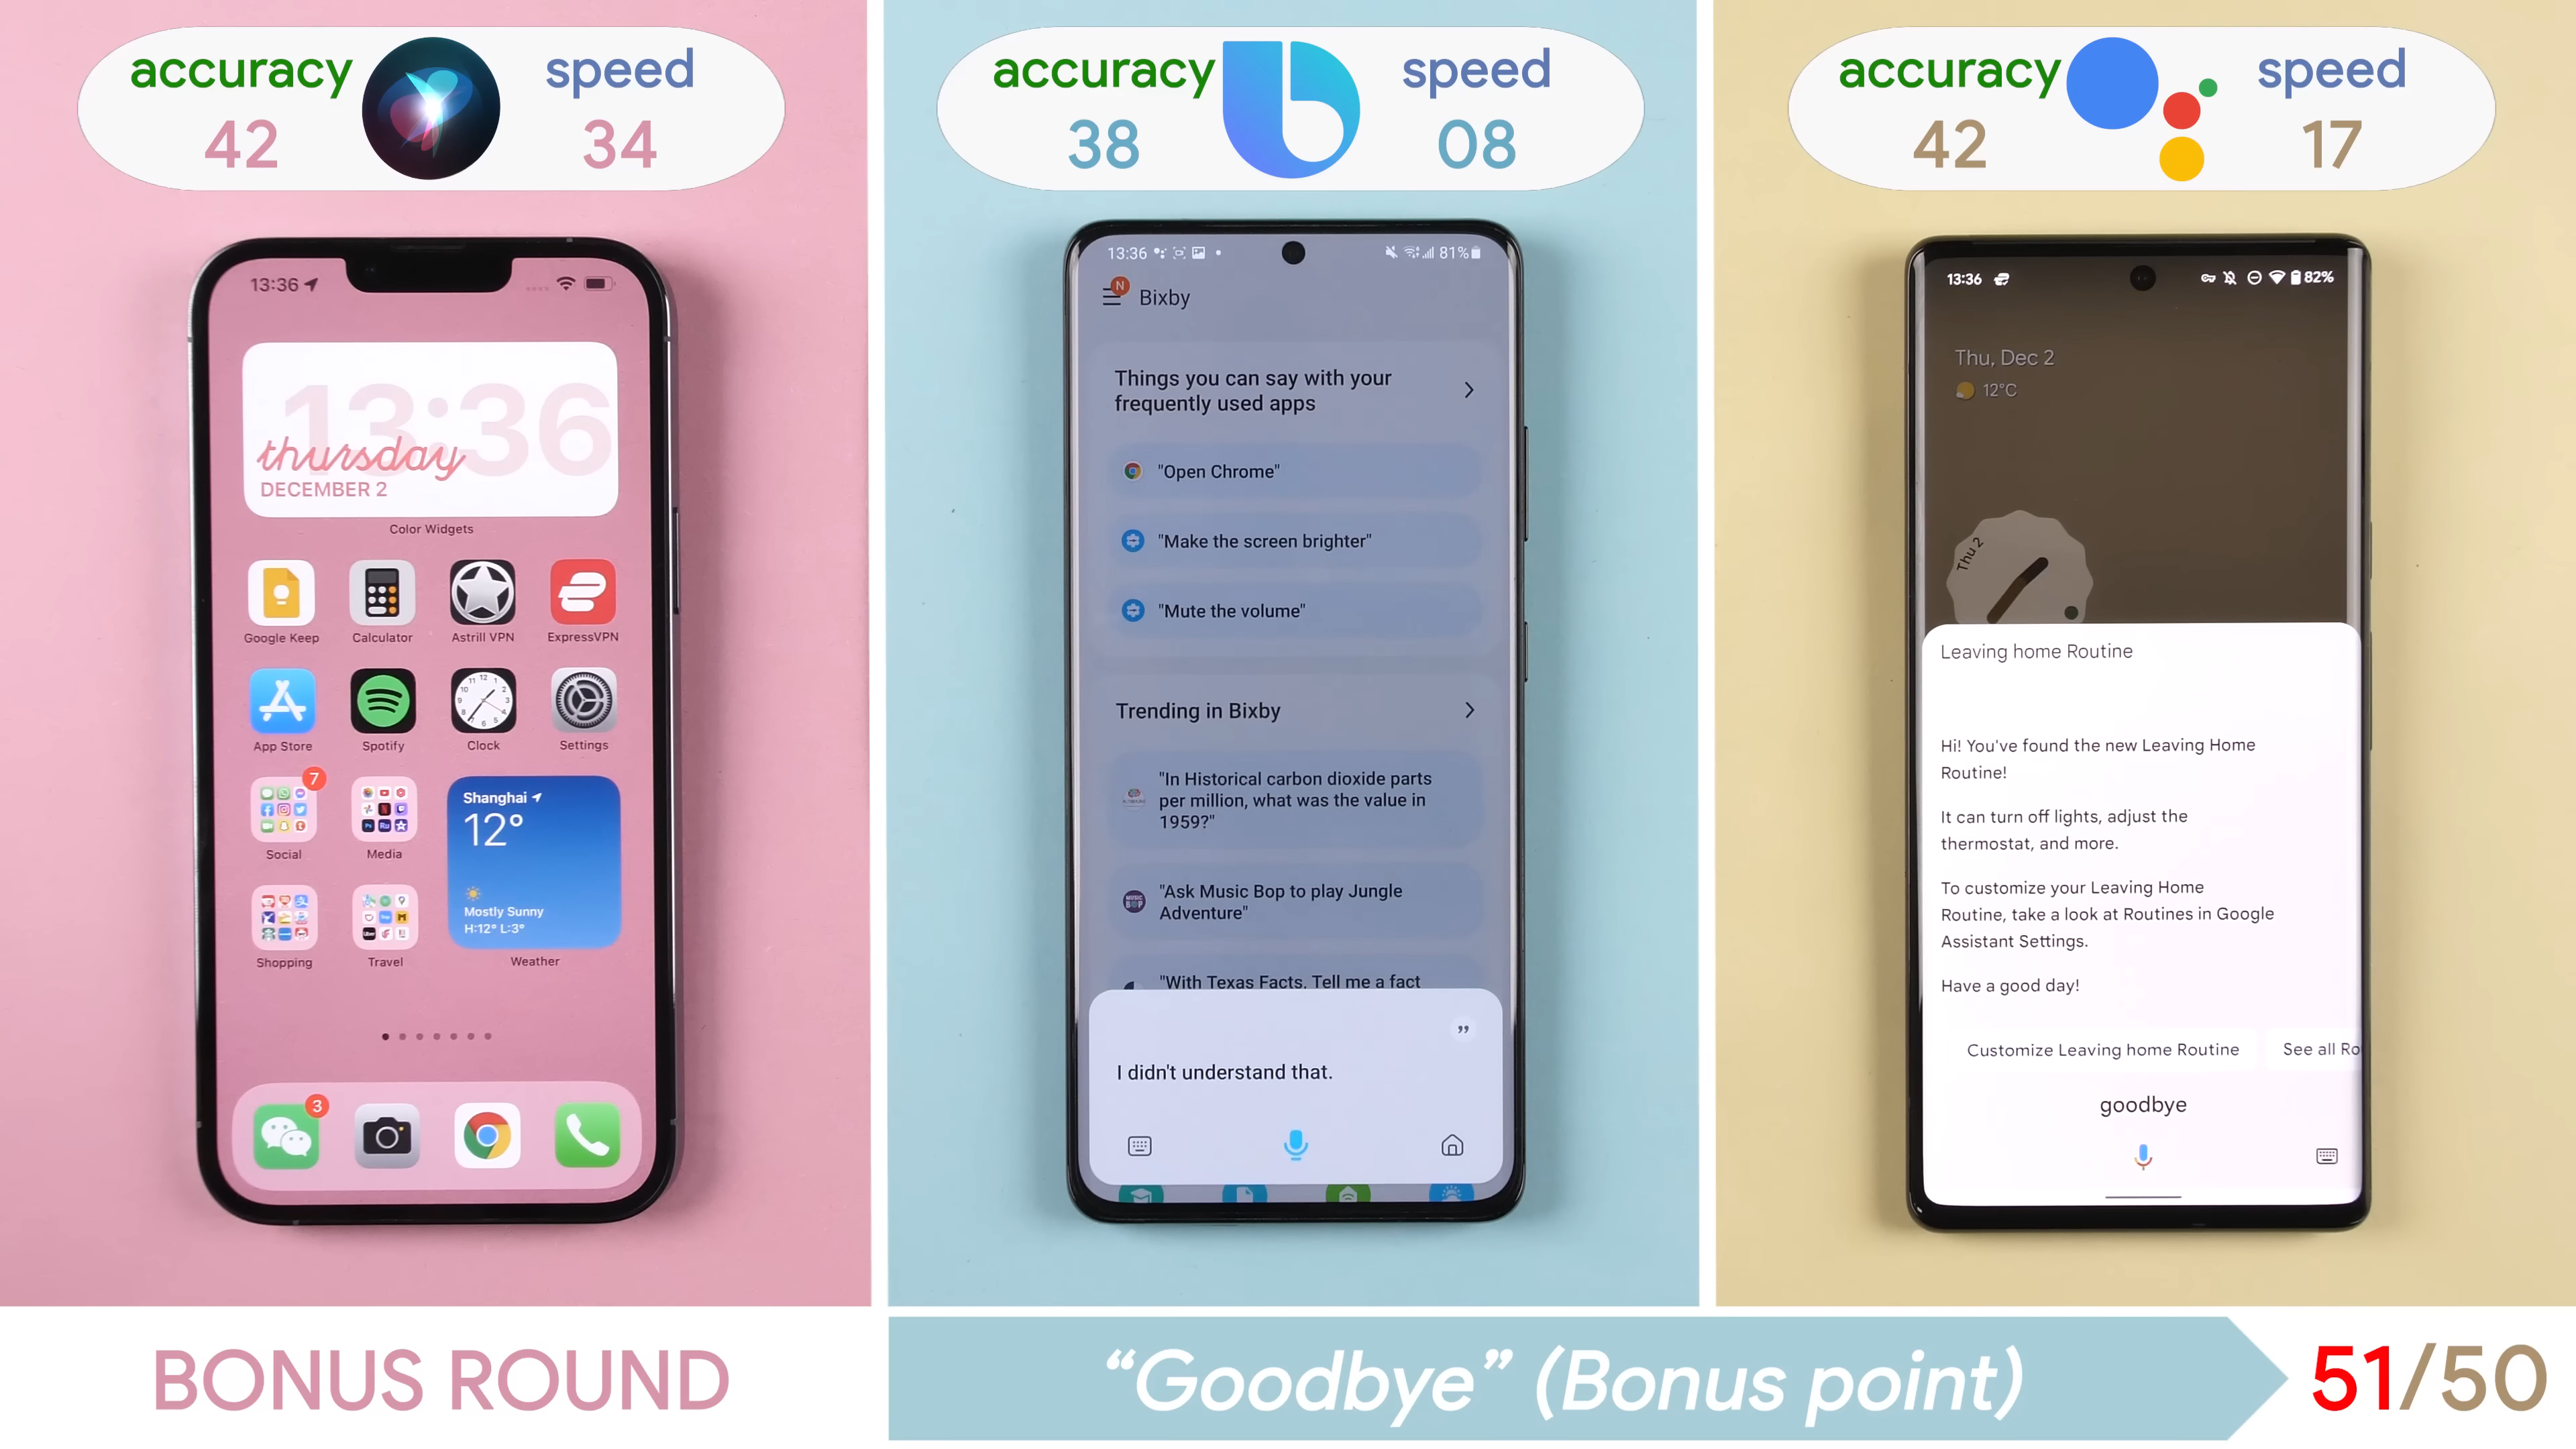 accuracy
42
speed
34
accuracy
38
speed
08
accuracy
42
speed
17
13:36
13:36
thursday
DECEMBER 2
Color Widgets
Google Keep
Calculator
Astrill VPN
ExpressVPN
App Store
Spotify
Clock
Settings
7
Social
Media
Shanghai
12°
Mostly Sunny
H:12° L:3°
Shopping
Travel
Weather
3
13:36
81%
N
Bixby
Things you can say with your
frequently used apps
"Open Chrome"
"Make the screen brighter"
"Mute the volume"
Trending in Bixby
"In Historical carbon dioxide parts
per million, what was the value in
1959?"
"Ask Music Bop to play Jungle
Adventure"
"With Texas Facts, Tell me a fact
I didn't understand that.
13:36
82%
Thu, Dec 2
12°C
Thu 2
Leaving home Routine
Hi! You've found the new Leaving Home
Routine!
It can turn off lights, adjust the
thermostat, and more.
To customize your Leaving Home
Routine, take a look at Routines in Google
Assistant Settings.
Have a good day!
Customize Leaving home Routine
See all Ro
goodbye
BONUS ROUND
“Goodbye” (Bonus point)
51/50